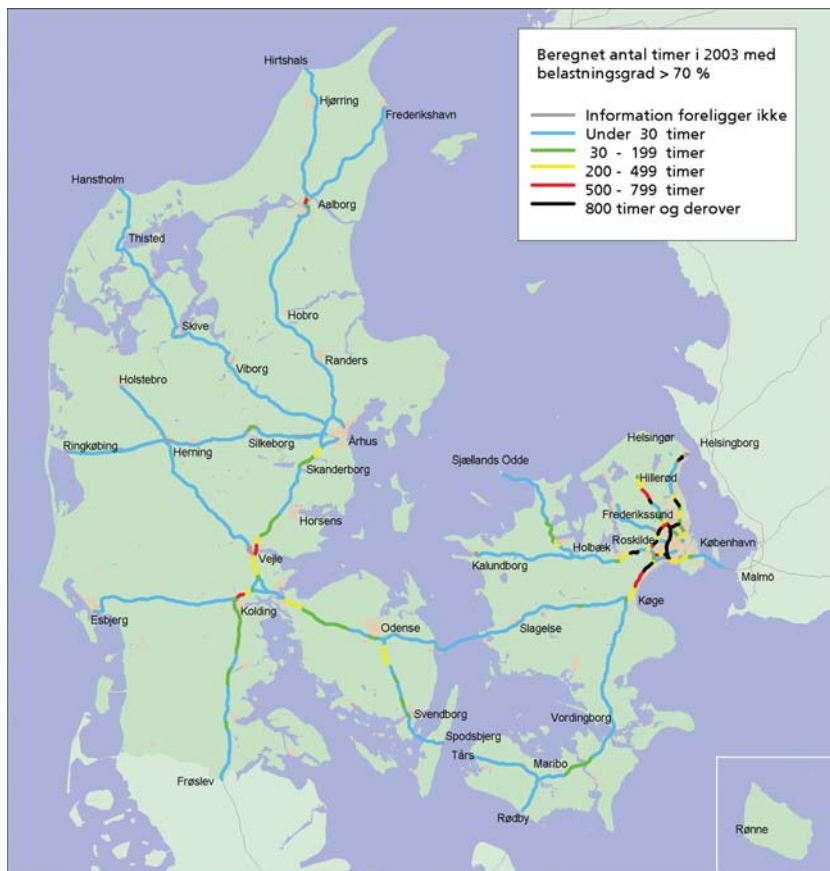 Beregnet antal timer i 2003 med
belastningsgrad > 70 %
Information foreligger ikke
Under 30 timer
30 - 199 timer
200 - 499 timer
500 - 799 timer
800 timer og derover
Hirtshals
Hjørring
Frederikshavn
Hanstholm
Aalborg
Thisted
Hobro
Skive
Randers
Viborg
Holstebro
Århus
Ringkøbing
Herning
Silkeborg
Skanderborg
Helsingør
Helsingborg
Sjællands Odde
Hillerød
Horsens
Frederikssund
Roskilde
København
Holbæk
Vejle
Kalundborg
Malmö
Kolding
Køge
Esbjerg
Odense
Slagelse
Svendborg
Vordingborg
Spodsbjerg
Tårs
Maribo
Frøslev
Rødby
Rønne